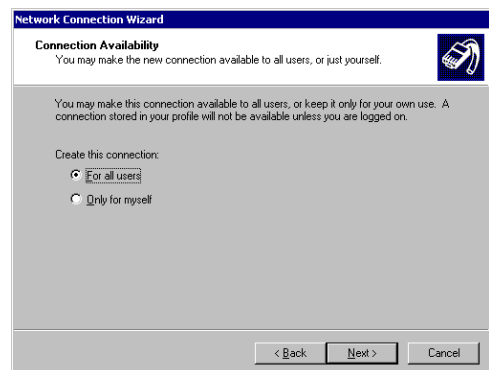 Network Connection Wizard
Connection Availability
You may make the new connection available to all users, or just yourself.
You may make this connection available to all users, or keep it only for your own use. A
connection stored in your profile will not be available unless you are logged on.
Create this connection:
For all users
Only for myself
< Back Next > Cancel